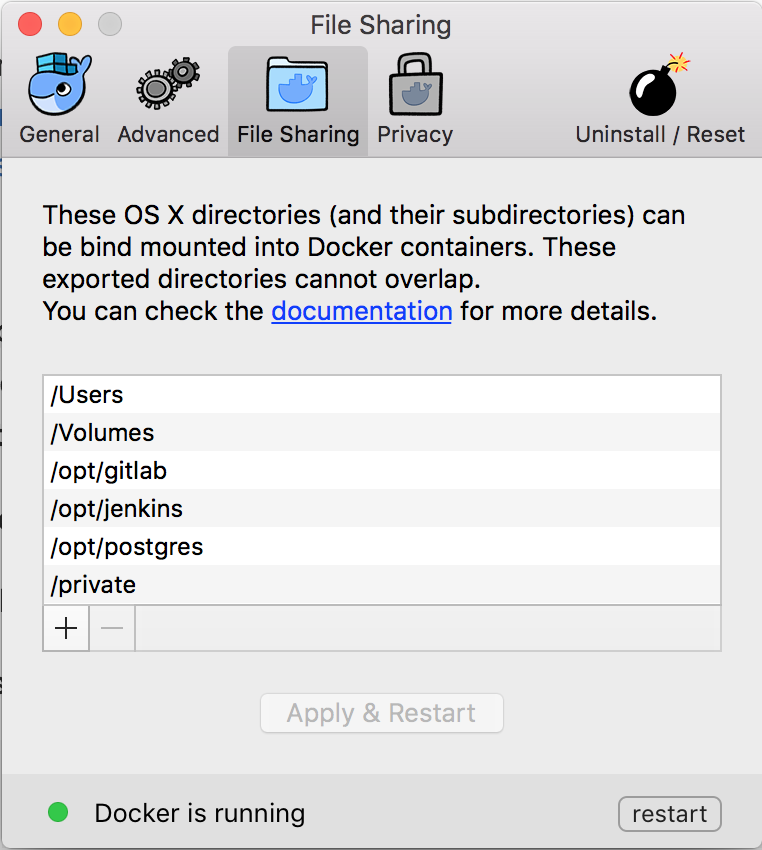 File Sharing
General
Advanced
File Sharing
Privacy
Uninstall / Reset
These OS X directories (and their subdirectories) can
be bind mounted into Docker containers. These
exported directories cannot overlap.
You can check the documentation for more details.
/Users
/Volumes
/opt/gitlab
/opt/jenkins
/opt/postgres
/private
Apply & Restart
Docker is running
restart